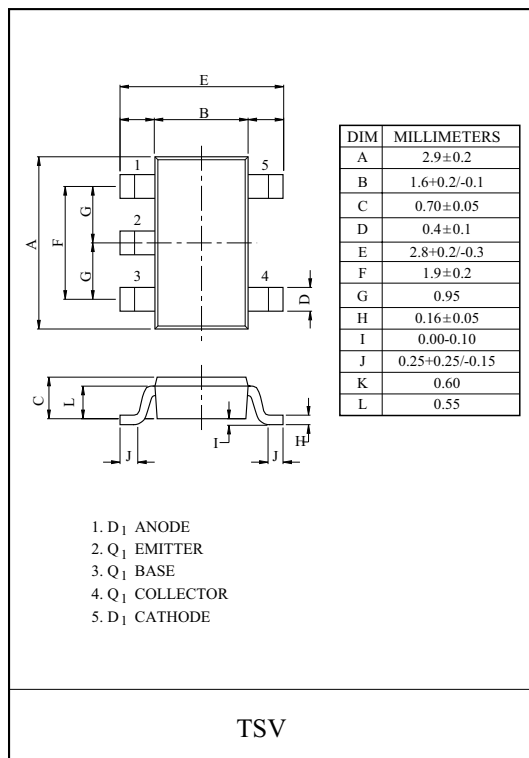 E
B
1
5
G
2
A
F
G
3
4
D
C
L
I
H
J
J
DIM MILLIMETERS
A 2.9±0.2
B 1.6+0.2/-0.1
C 0.70±0.05
D 0.4±0.1
E 2.8+0.2/-0.3
F 1.9±0.2
G 0.95
H 0.16±0.05
I 0.00-0.10
J 0.25+0.25/-0.15
K 0.60
L 0.55
1. D1 ANODE
2. Q1 EMITTER
3. Q1 BASE
4. Q1 COLLECTOR
5. D1 CATHODE
TSV